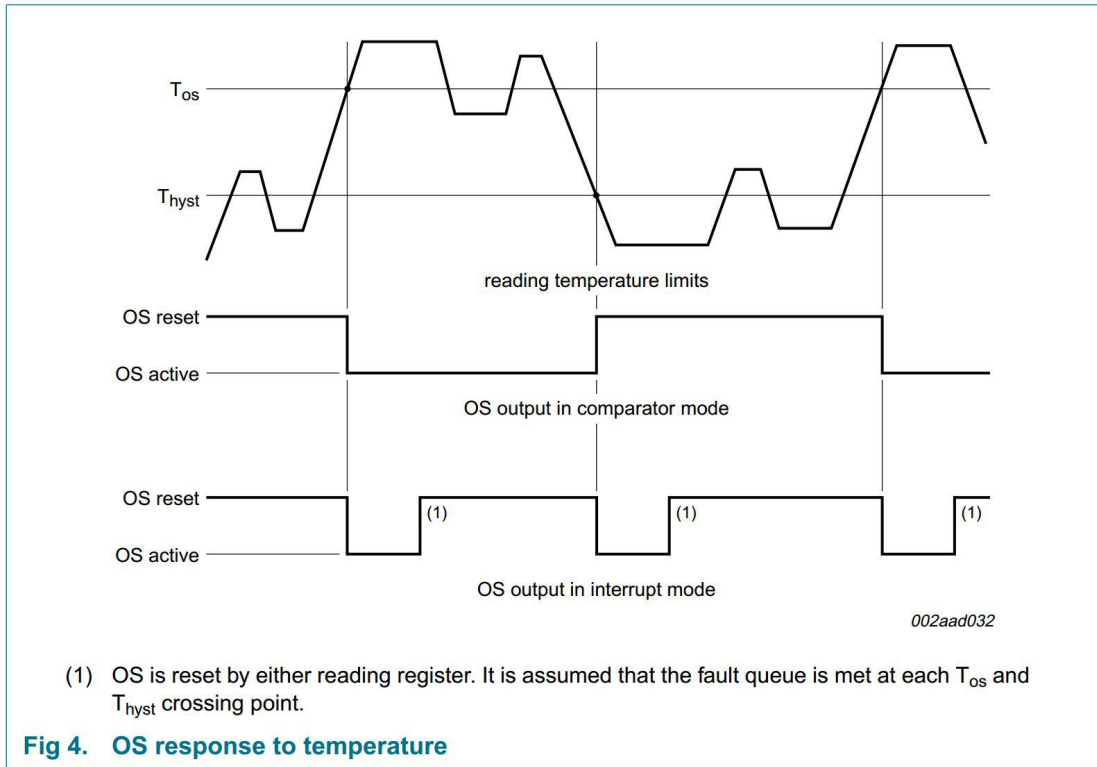 Tos
Thyst
reading temperature limits
OS reset
OS active
OS output in comparator mode
OS reset
(1) (1) (1)
OS active
OS output in interrupt mode
002aad032
(1) OS is reset by either reading register. It is assumed that the fault queue is met at each Tos and
Thyst crossing point.
Fig 4. OS response to temperature